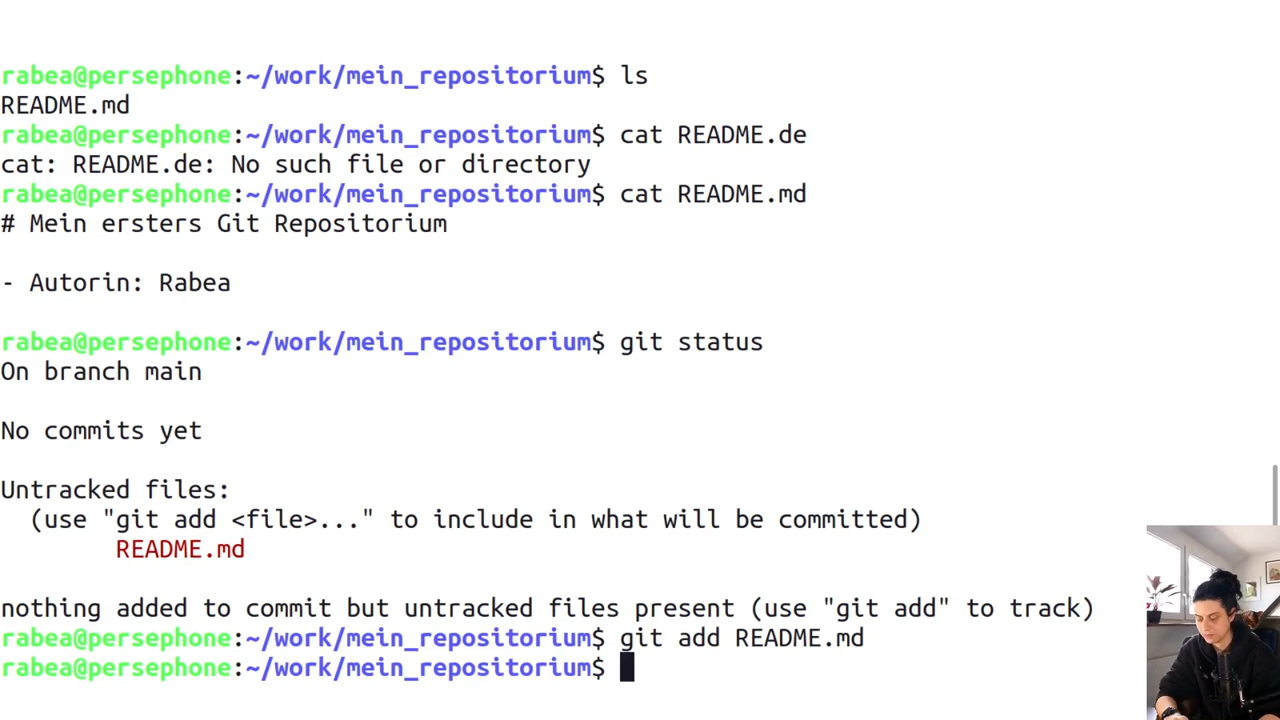 rabea@persephone:~/work/mein_repositorium$ ls
README.md
rabea@persephone:~/work/mein_repositorium$ cat README.de
cat: README.de: No such file or directory
rabea@persephone:~/work/mein_repositorium$ cat README.md
# Mein ersters Git Repositorium
- Autorin: Rabea
rabea@persephone:~/work/mein_repositorium$ git status
On branch main
No commits yet
Untracked files:
(use "git add <file>..." to include in what will be committed)
README.md
nothing added to commit but untracked files present (use "git add" to track)
rabea@persephone:~/work/mein_repositorium$ git add README.md
rabea@persephone:~/work/mein_repositorium$